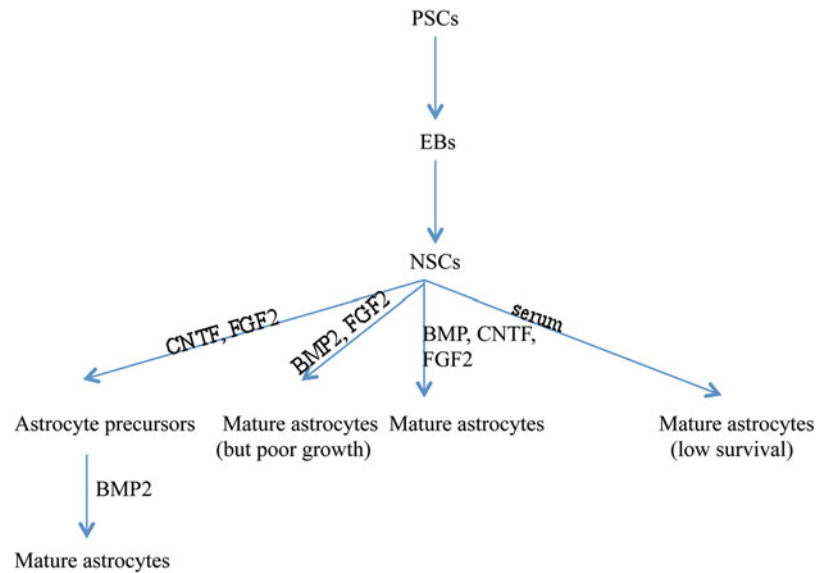 PSCs
EBs
NSCs
CNTF, FGF2
BMP2, FGF2
BMP, CNTF,
FGF2
serum
Astrocyte precursors
Mature astrocytes
(but poor growth)
Mature astrocytes
Mature astrocytes
(low survival)
BMP2
Mature astrocytes